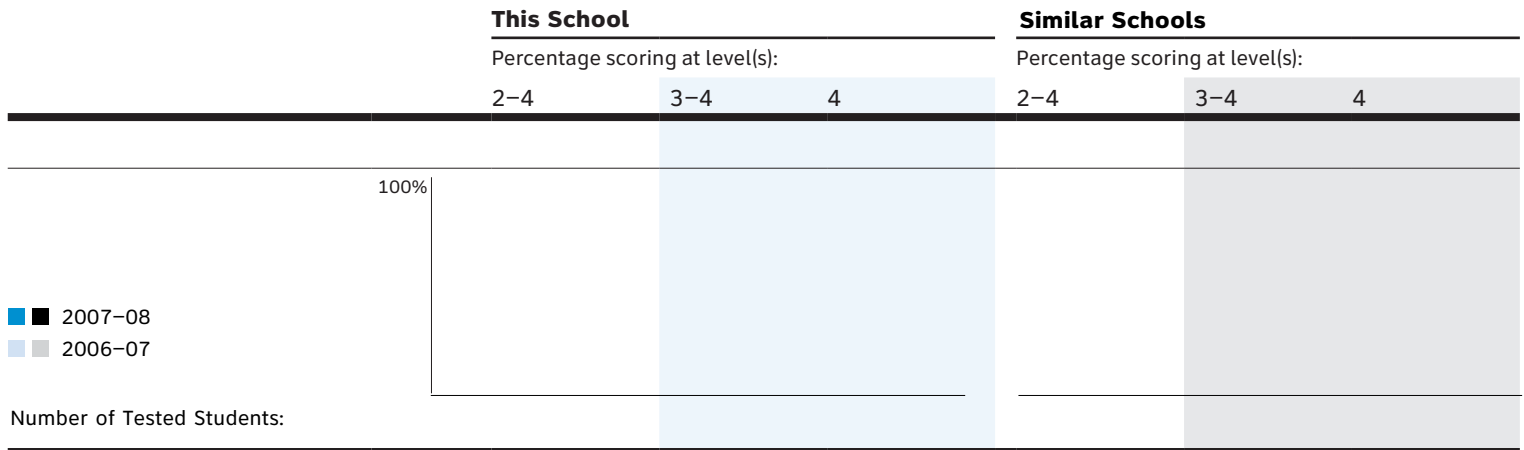 This School Similar Schools
Percentage scoring at level(s): Percentage scoring at level(s):
2–4 3–4 4 2–4 3–4 4
100%
2007–08
2006–07
Number of Tested Students: